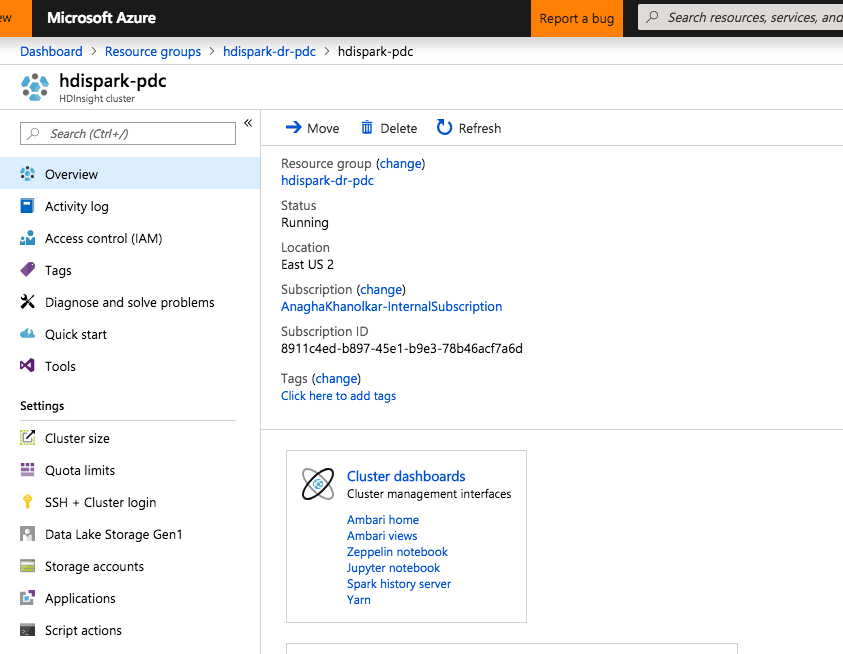 ew
Microsoft Azure
Report a bug
Search resources, services, and
Dashboard > Resource groups > hdispark-dr-pdc > hdispark-pdc
hdispark-pdc
HDInsight cluster
Search (Ctrl+/)
«
Overview
Activity log
Access control (IAM)
Tags
Diagnose and solve problems
Quick start
Tools
Settings
Cluster size
Quota limits
SSH + Cluster login
Data Lake Storage Gen1
Storage accounts
Applications
Script actions
Move
Delete
Refresh
Resource group (change)
hdispark-dr-pdc
Status
Running
Location
East US 2
Subscription (change)
AnaghaKhanolkar-InternalSubscription
Subscription ID
8911c4ed-b897-45e1-b9e3-78b46acf7a6d
Tags (change)
Click here to add tags
Cluster dashboards
Cluster management interfaces
Ambari home
Ambari views
Zeppelin notebook
Jupyter notebook
Spark history server
Yarn